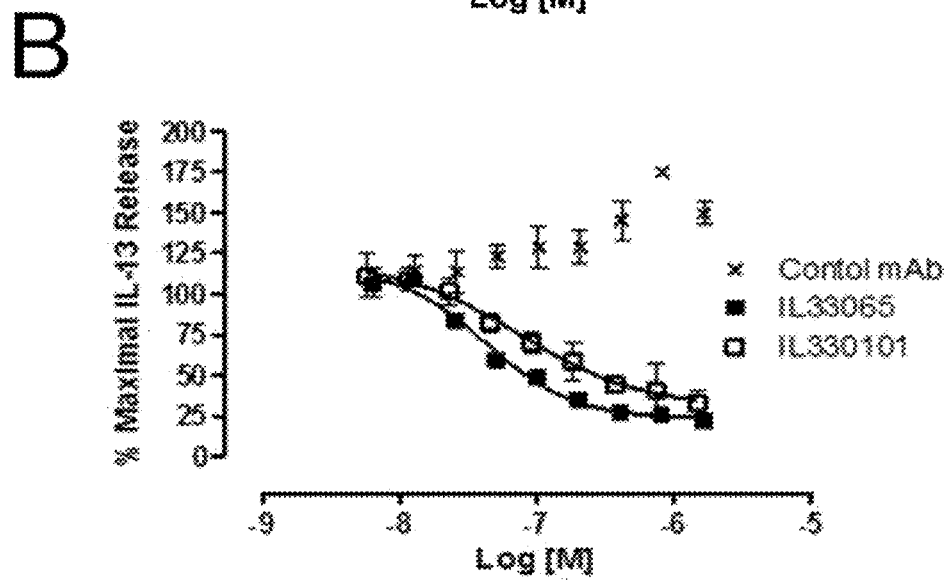 Log [M]
B
% Maximal IL-13 Release
200
175
150
125
100
75
50
25
0
Contol mAb
IL33065
IL330101
-9 -8 -7 -6 -5
Log [M]